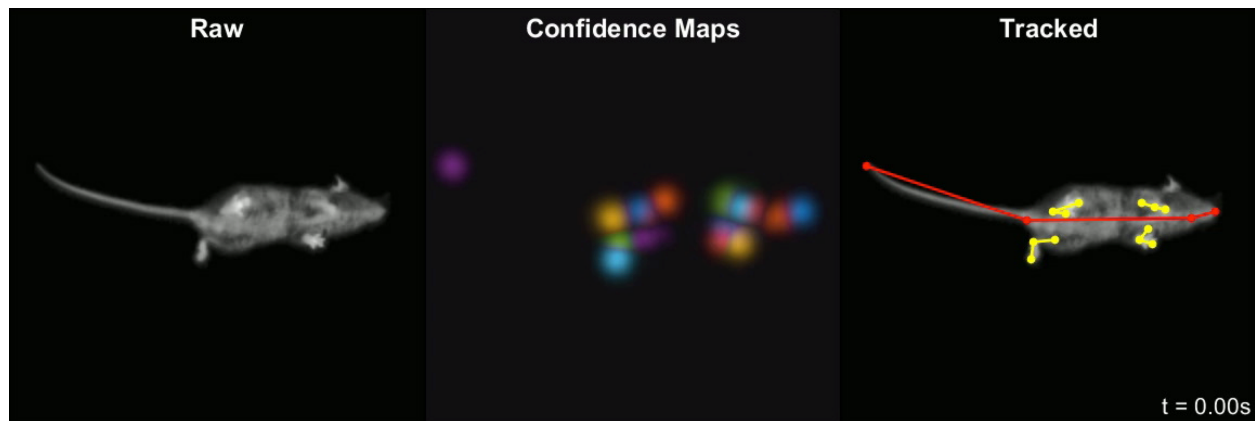 Raw
Confidence Maps
Tracked
t = 0.00s